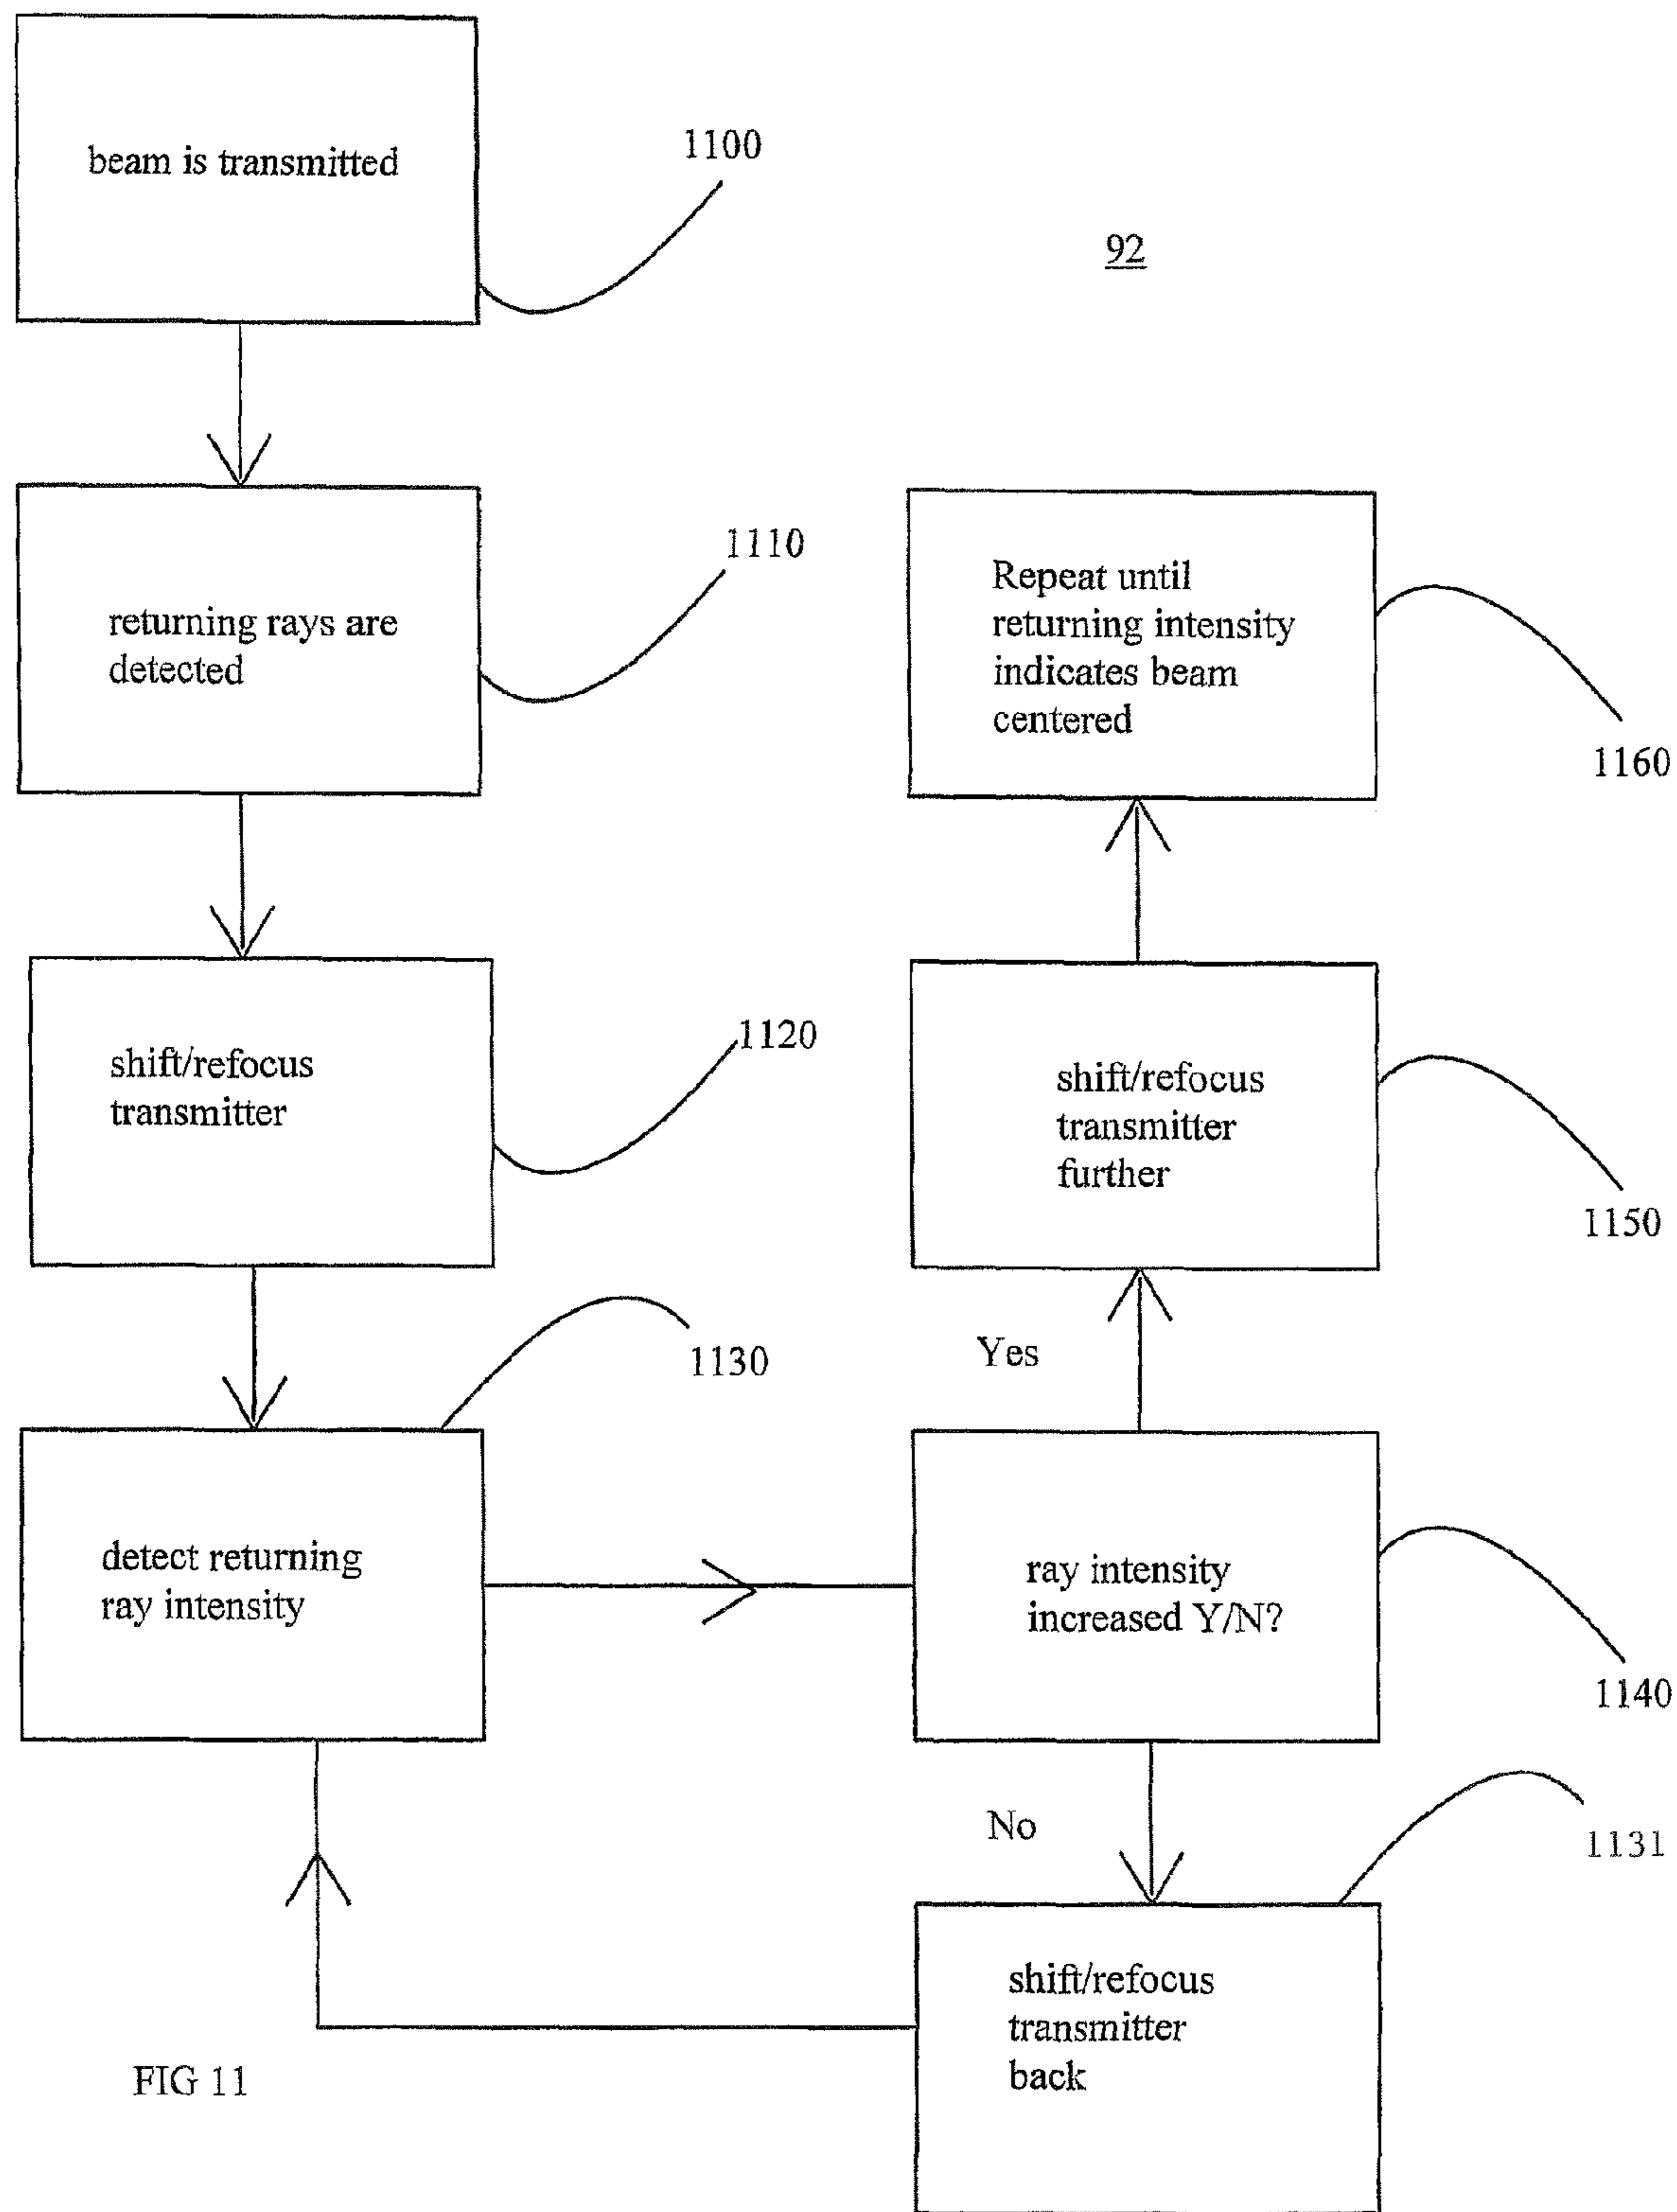 beam is transmitted
1100
92
returning rays are
detected
1110
shift/refocus
transmitter
1120
detect returning
ray intensity
1130
ray intensity
increased Y/N?
1140
Yes
shift/refocus
transmitter
further
1150
Repeat until
returning intensity
indicates beam
centered
1160
No
shift/refocus
transmitter
back
1131
FIG 11